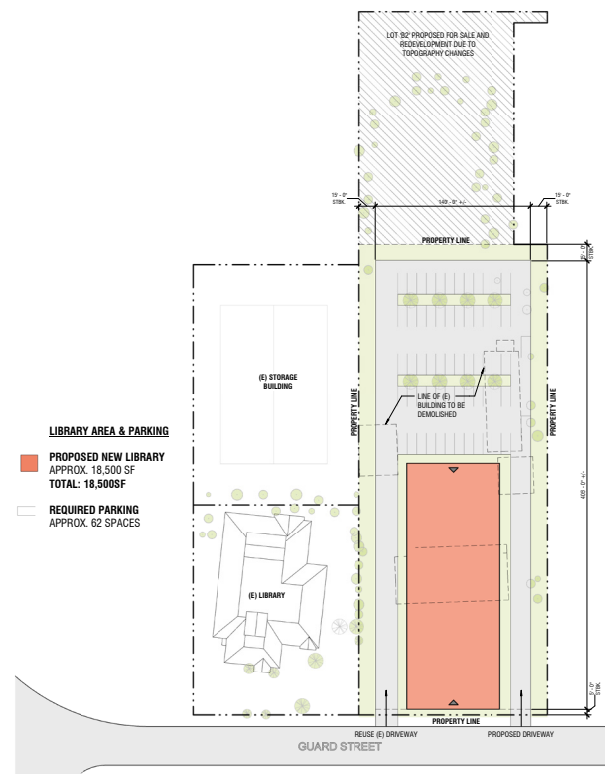 LOT 'B2' PROPOSED FOR SALE AND
REDEVELOPMENT DUE TO
TOPOGRAPHY CHANGES
15' - 0"
STBK.
140' - 0" +/-
15' - 0"
STBK.
PROPERTY LINE
STBK.
(E) STORAGE
BUILDING
LINE OF (E)
BUILDING TO BE
DEMOLISHED
PROPERTY LINE
PROPERTY LINE
LIBRARY AREA & PARKING
PROPOSED NEW LIBRARY
APPROX. 18,500 SF
TOTAL: 18,500SF
REQUIRED PARKING
APPROX. 62 SPACES
(E) LIBRARY
5' - 0"
STBK.
PROPERTY LINE
REUSE (E) DRIVEWAY
PROPOSED DRIVEWAY
GUARD STREET